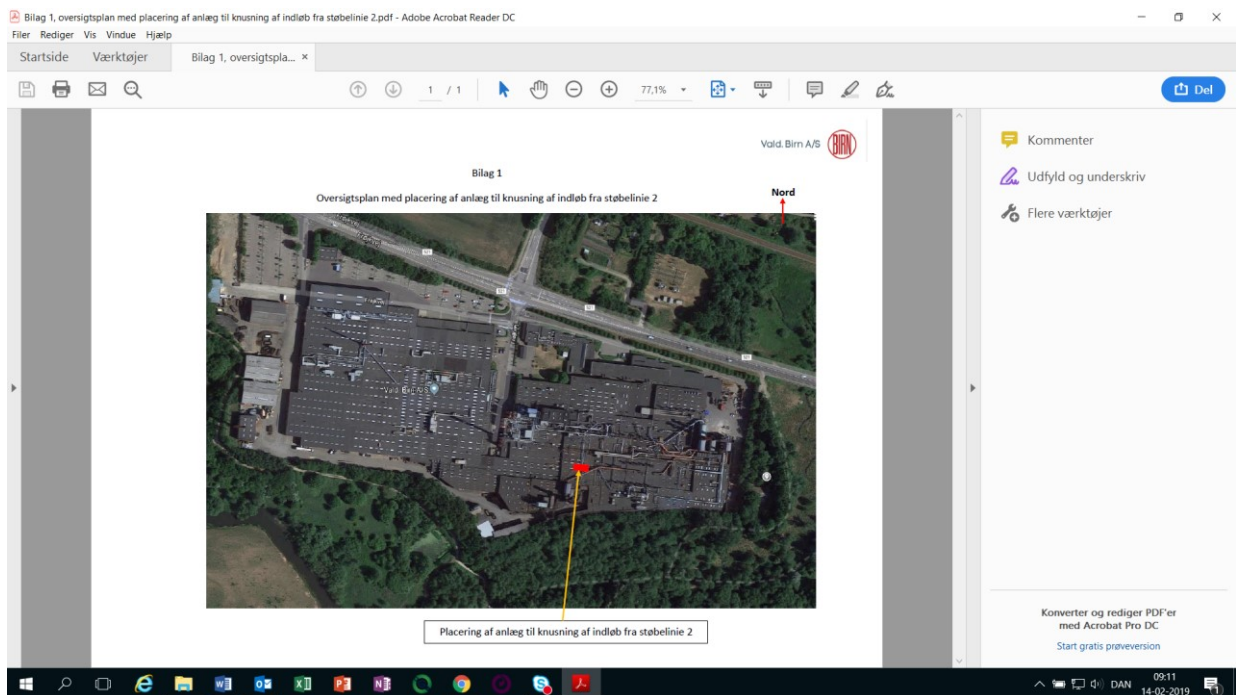 Bilag 1, oversigtsplan med placering af anlæg til knusning af indløb fra støbelinie 2.pdf - Adobe Acrobat Reader DC
Filer Rediger Vis Vindue Hjælp
Startside Værktøjer Bilag 1, oversigtspla... ×
1 / 1 77,1% Del
Vald. Birn A/S BIRN
Bilag 1
Oversigtsplan med placering af anlæg til knusning af indløb fra støbelinie 2
Nord
Vald. Birn A/S
Placering af anlæg til knusning af indløb fra støbelinie 2
Kommenter
Udfyld og underskriv
Flere værktøjer
Konverter og rediger PDF'er
med Acrobat Pro DC
Start gratis prøveversion
DAN 09:11
14-02-2019